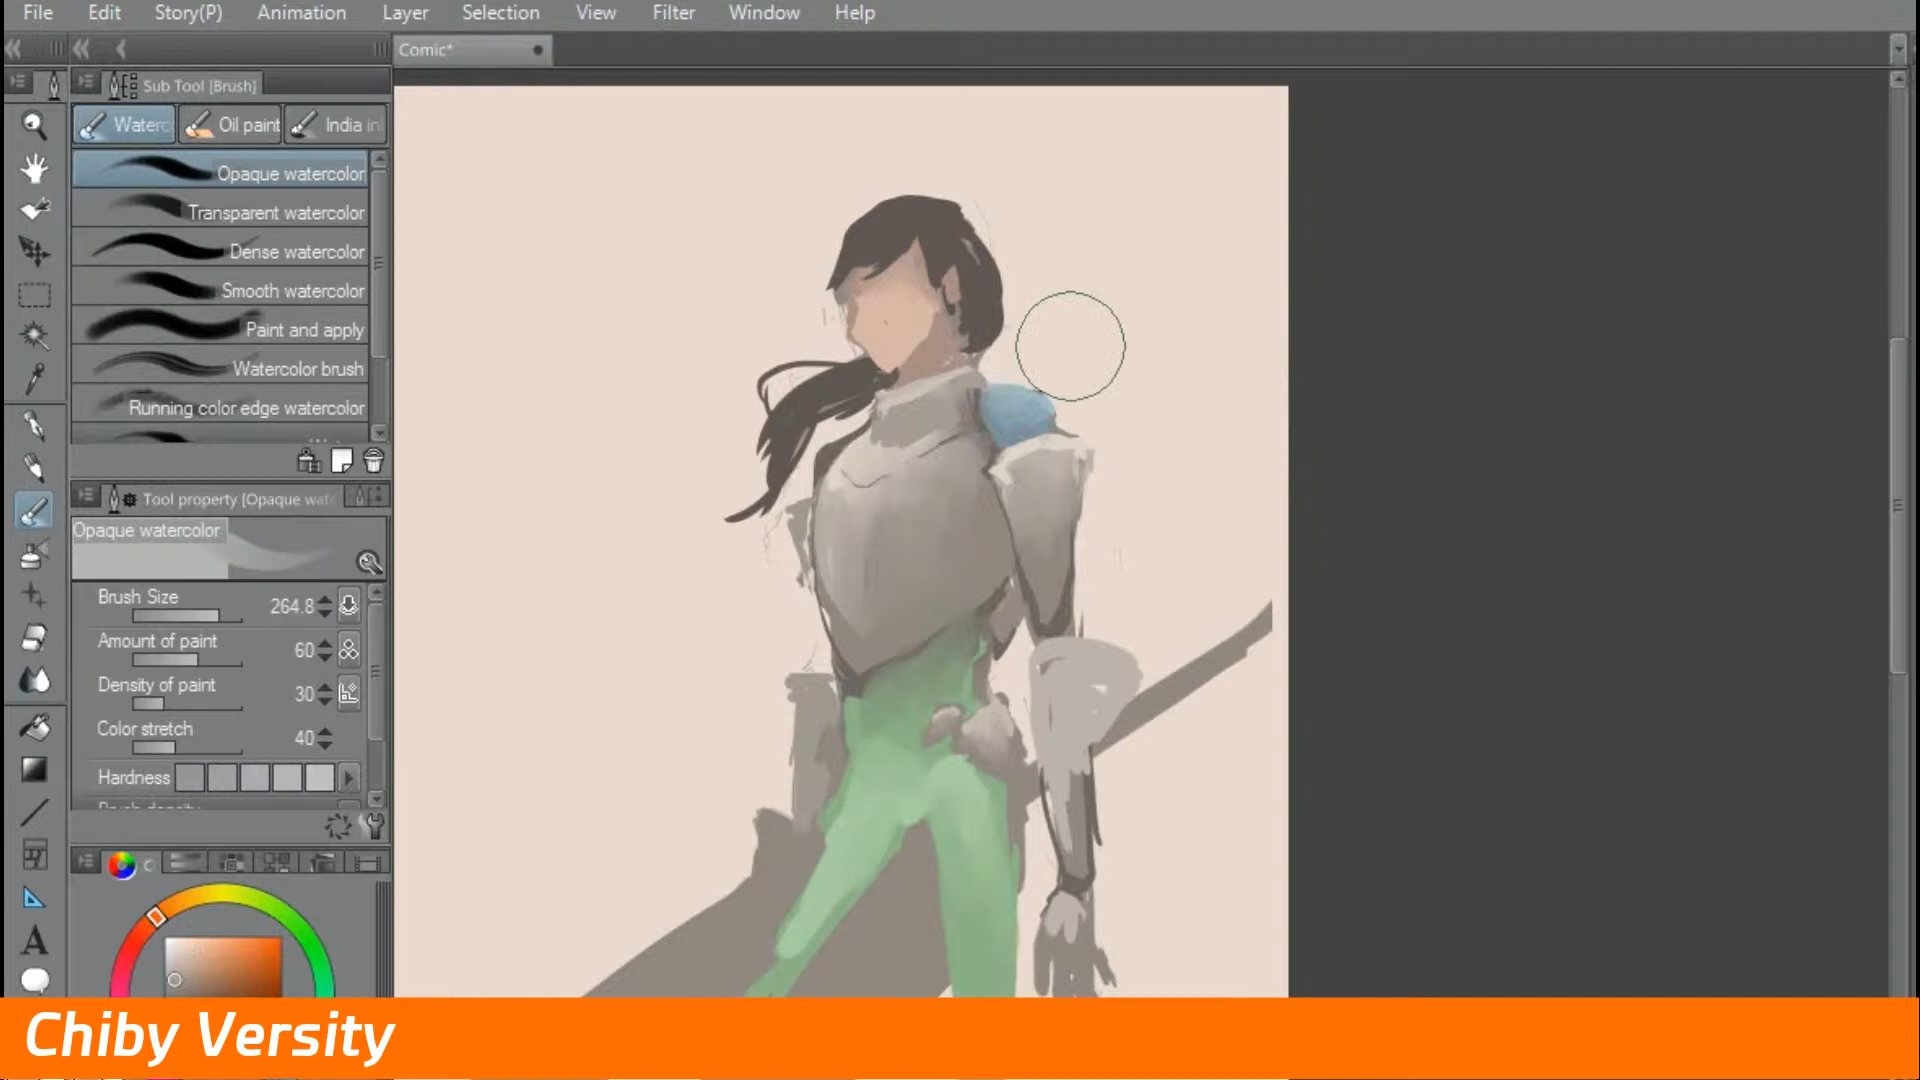 File Edit Story(P) Animation Layer Selection View Filter Window Help
Comic*
Sub Tool [Brush]
Waterc Oil paint India in
Opaque watercolor
Transparent watercolor
Dense watercolor
Smooth watercolor
Paint and apply
Watercolor brush
Running color edge watercolor
Tool property [Opaque wat
Opaque watercolor
Brush Size 264.8
Amount of paint 60
Density of paint 30
Color stretch 40
Hardness
Chiby Versity